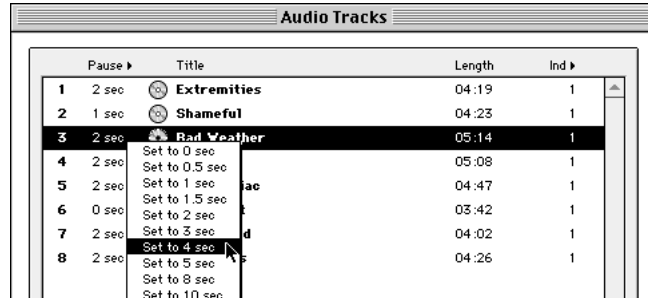 Audio Tracks
Pause Title Length Ind
1 2 sec Extremities 04:19 1
2 1 sec Shameful 04:23 1
3 2 sec Bad Weather 05:14 1
Set to 0 sec
4 2 sec 05:08 1
Set to 0.5 sec
Set to 1 sec
5 2 sec iac 04:47 1
Set to 1.5 sec
6 0 sec t 03:42 1
Set to 2 sec
Set to 3 sec
7 2 sec d 04:02 1
Set to 4 sec
8 2 sec s 04:26 1
Set to 5 sec
Set to 8 sec
Set to 10 sec